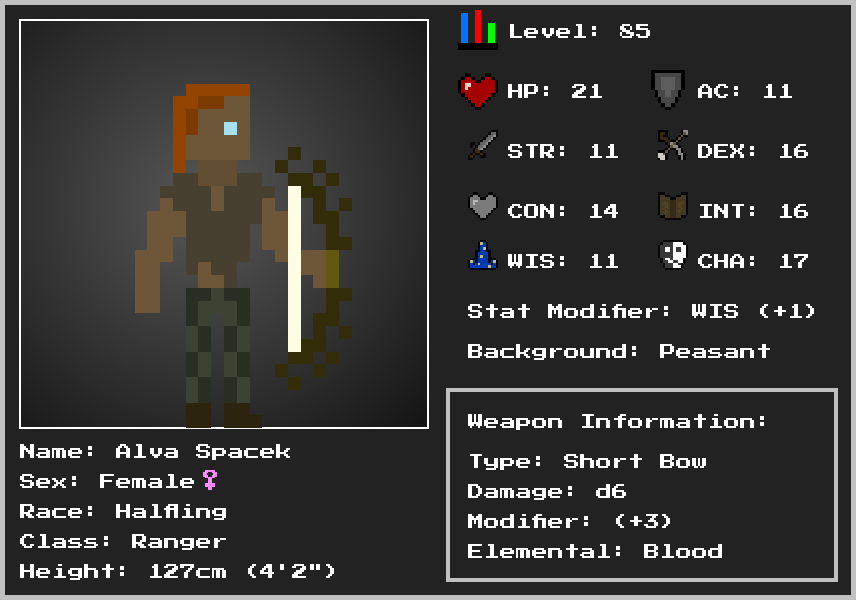 Level: 85
HP: 21 AC: 11
STR: 11 DEX: 16
CON: 14 INT: 16
WIS: 11 CHA: 17
Stat Modifier: WIS (+1)
Background: Peasant
Name: Alva Spacek
Sex: Female♀
Race: Halfling
Class: Ranger
Height: 127cm (4'2")
Weapon Information:
Type: Short Bow
Damage: d6
Modifier: (+3)
Elemental: Blood